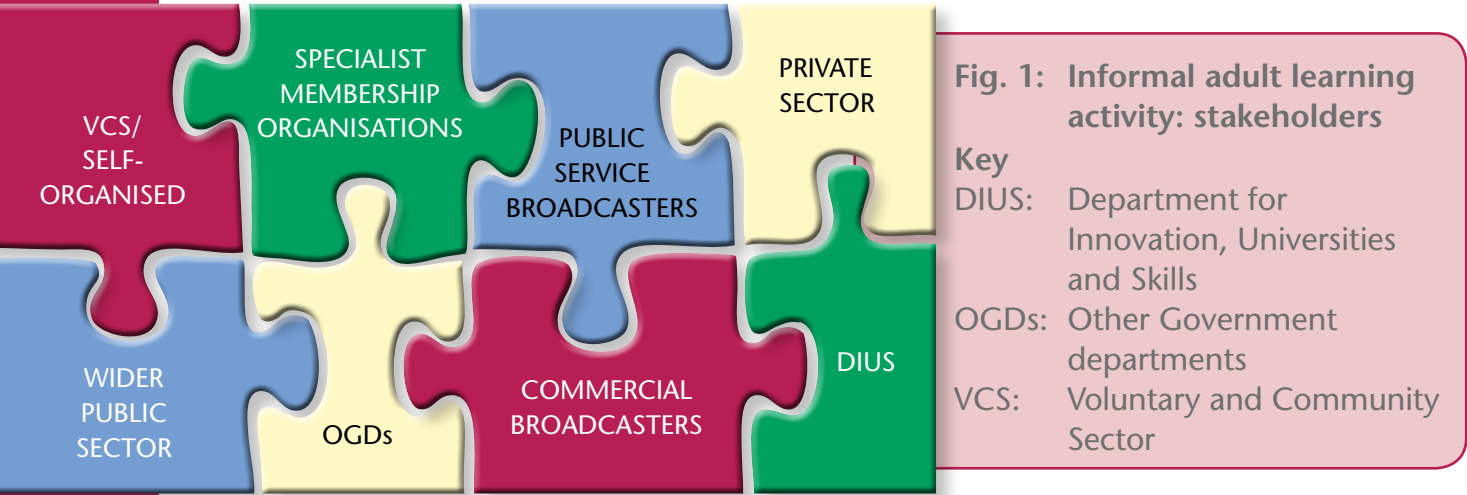 VCS/
SELF-
ORGANISED
SPECIALIST
MEMBERSHIP
ORGANISATIONS
PUBLIC
SERVICE
BROADCASTERS
PRIVATE
SECTOR
WIDER
PUBLIC
SECTOR
OGDs
COMMERCIAL
BROADCASTERS
DIUS
Fig. 1: Informal adult learning
activity: stakeholders
Key
DIUS: Department for
Innovation, Universities
and Skills
OGDs: Other Government
departments
VCS: Voluntary and Community
Sector